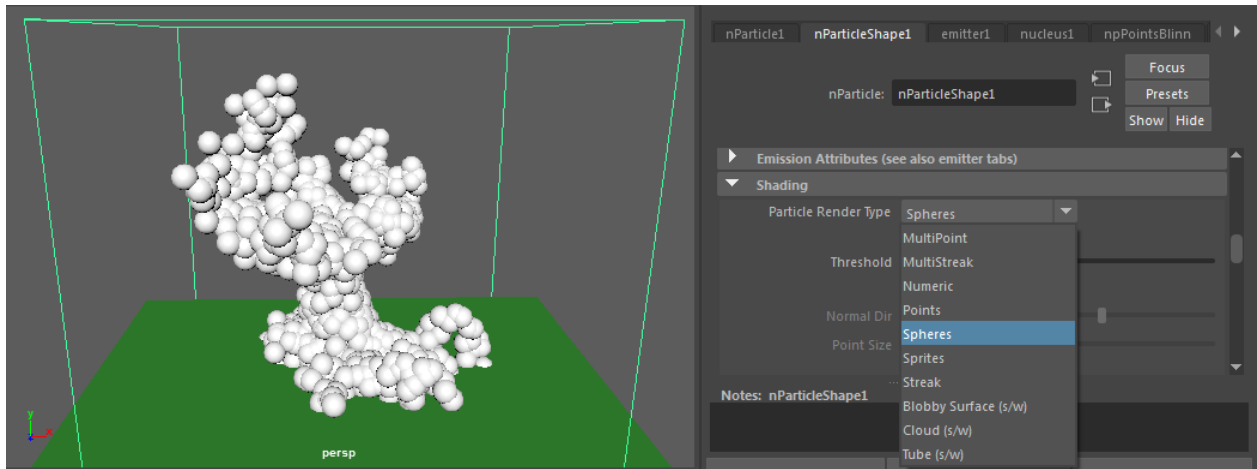 nParticle1 nParticleShape1 emitter1 nucleus1 npPointsBlinn
Focus
nParticle: nParticleShape1
Presets
Show Hide
Emission Attributes (see also emitter tabs)
Shading
Particle Render Type Spheres
MultiPoint
Threshold MultiStreak
Numeric
Normal Dir Points
Spheres
Point Size
Sprites
Streak
Notes: nParticleShape1
Blobby Surface (s/w)
Cloud (s/w)
Tube (s/w)
y
x
persp